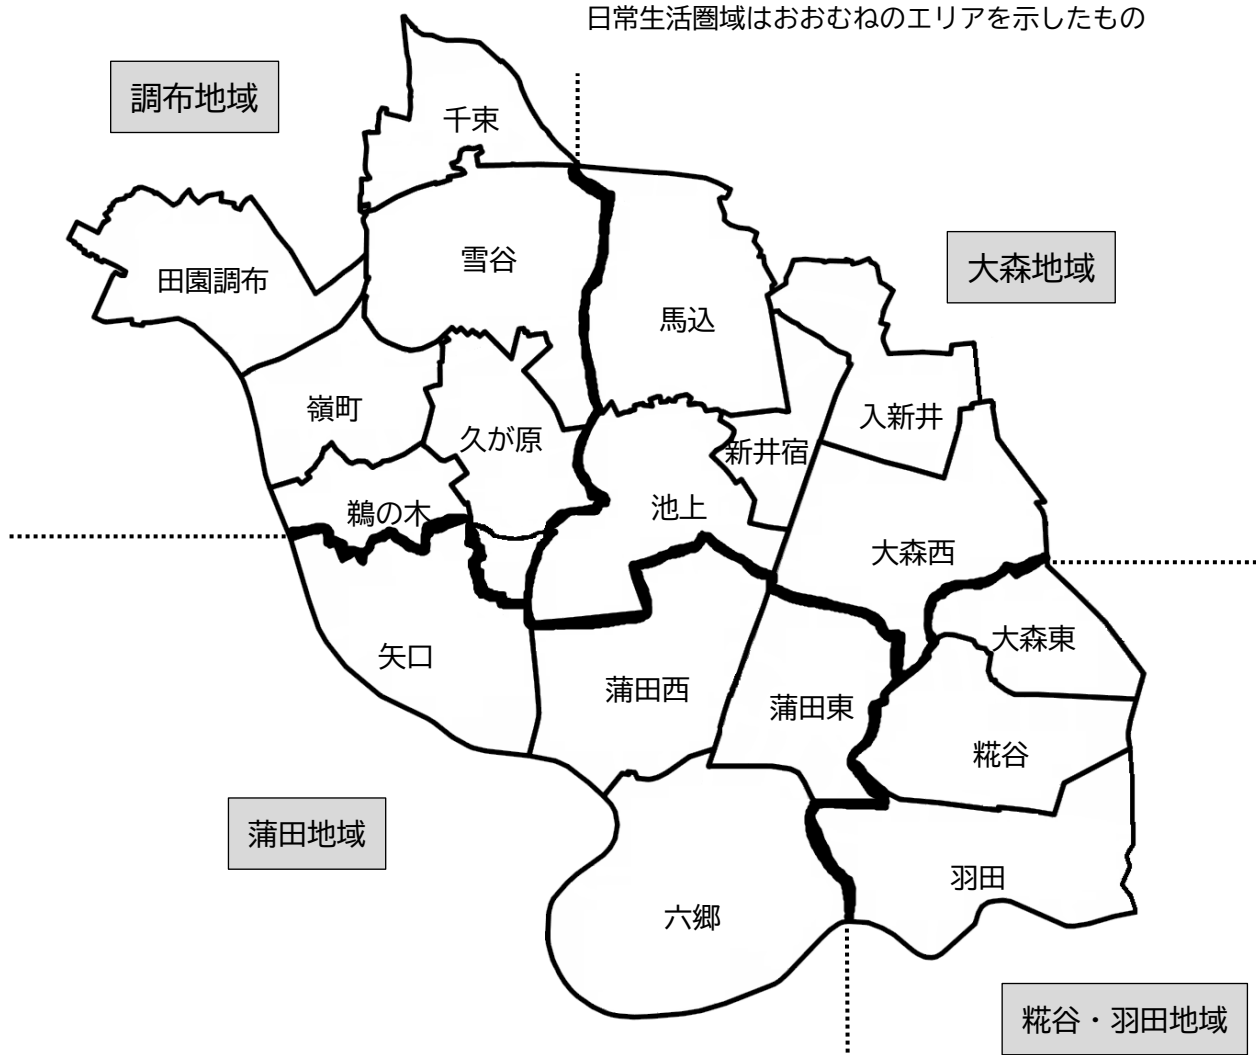 日常生活圏域はおおむねのエリアを示したもの
調布地域
千束
田園調布
雪谷
大森地域
馬込
嶺町
久が原
入新井
新井宿
鵜の木
池上
大森西
大森東
矢口
蒲田西
蒲田東
糀谷
蒲田地域
羽田
六郷
糀谷・羽田地域